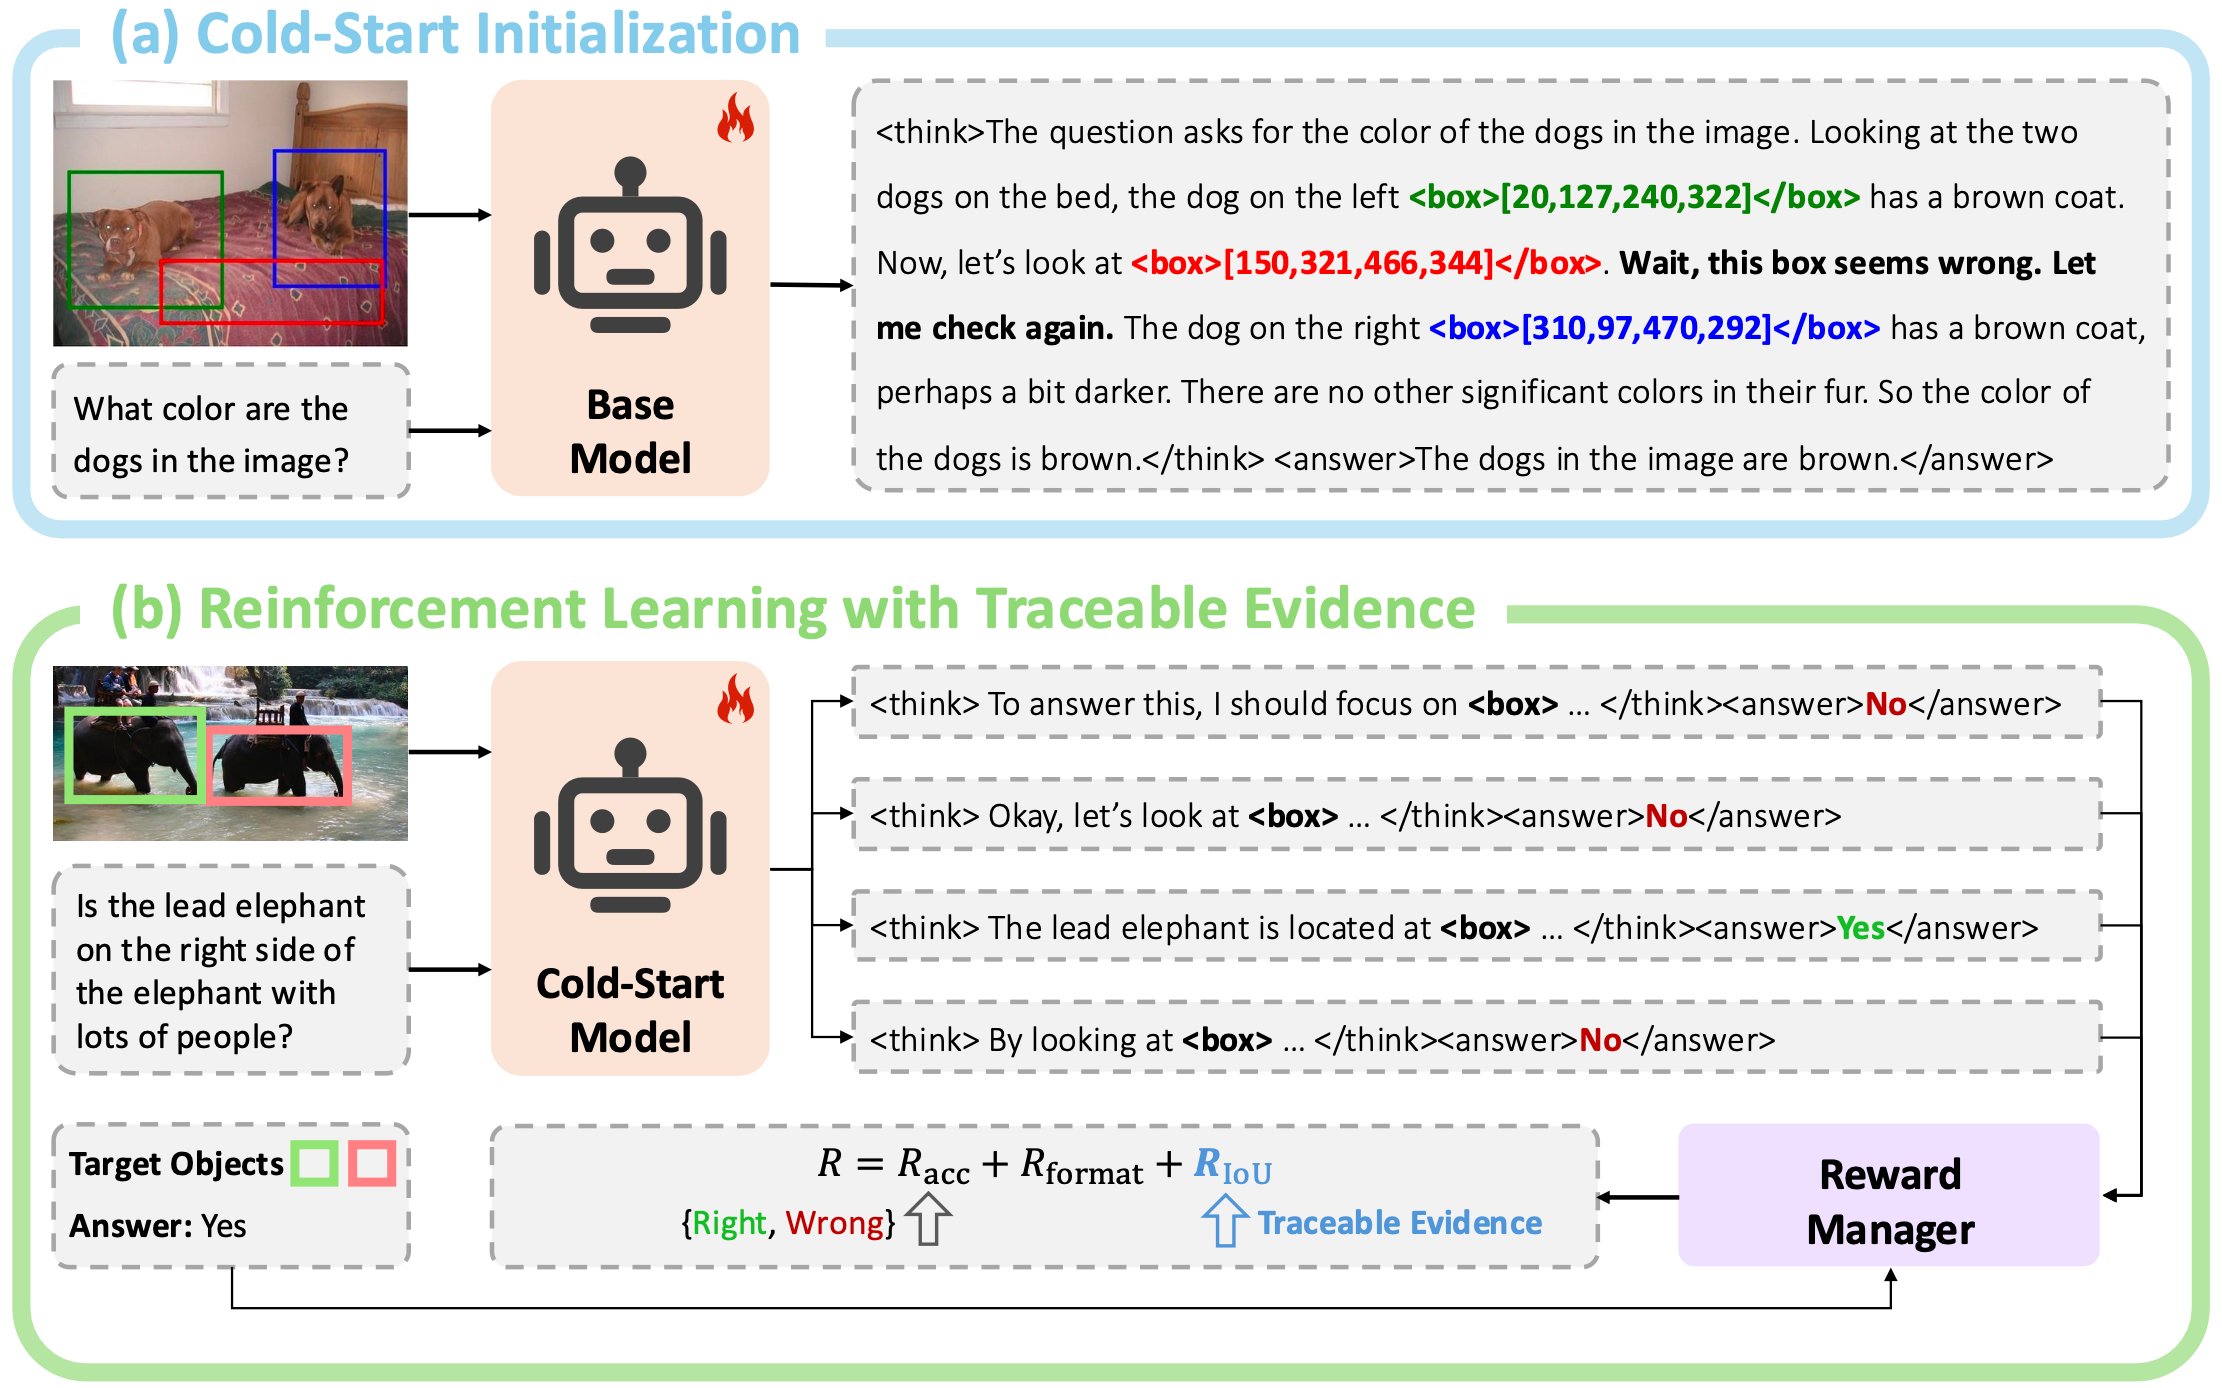 (a) Cold-Start Initialization
What color are the
dogs in the image?
Base
Model
<think>The question asks for the color of the dogs in the image. Looking at the two
dogs on the bed, the dog on the left <box>[20,127,240,322]</box> has a brown coat.
Now, let's look at <box>[150,321,466,344]</box>. Wait, this box seems wrong. Let
me check again. The dog on the right <box>[310,97,470,292]</box> has a brown coat,
perhaps a bit darker. There are no other significant colors in their fur. So the color of
the dogs is brown.</think> <answer>The dogs in the image are brown.</answer>
(b) Reinforcement Learning with Traceable Evidence
Is the lead elephant
on the right side of
the elephant with
lots of people?
Cold-Start
Model
<think> To answer this, I should focus on <box> ... </think><answer>No</answer>
<think> Okay, let's look at <box> ... </think><answer>No</answer>
<think> The lead elephant is located at <box> ... </think><answer>Yes</answer>
<think> By looking at <box> ... </think><answer>No</answer>
Target Objects
Answer: Yes
R = R_acc + R_format + R_IoU
{Right, Wrong} Traceable Evidence
Reward
Manager